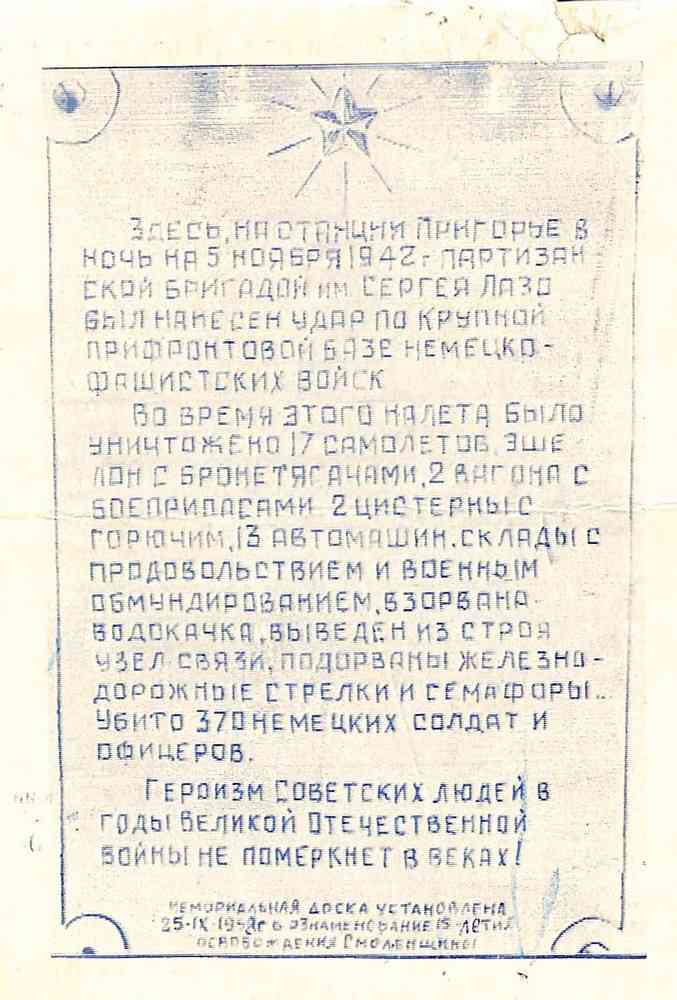 Здесь, на станции Пригорье в
ночь на 5 ноября 1942 г. партизан
ской бригадой им. Сергея Лазо
был нанесен удар по крупной
прифронтовой базе немецко-
фашистских войск
Во время этого налета было
уничтожено 17 самолетов, эше
лон с бронетягачами, 2 вагона с
боеприпасами 2 цистерны с
горючим, 13 автомашин. склады с
продовольствием и военным
обмундированием, взорвана
водокачка, выведен из строя
узел связи, подорваны железно-
дорожные стрелки и семафоры..
Убито 370 немецких солдат и
офицеров.
Героизм Советских людей в
годы Великой Отечественной
войны не померкнет в веках!
Мемориальная доска установлена
25-IX-1958г в ознаменование 15-летия
освобождения Смоленщины